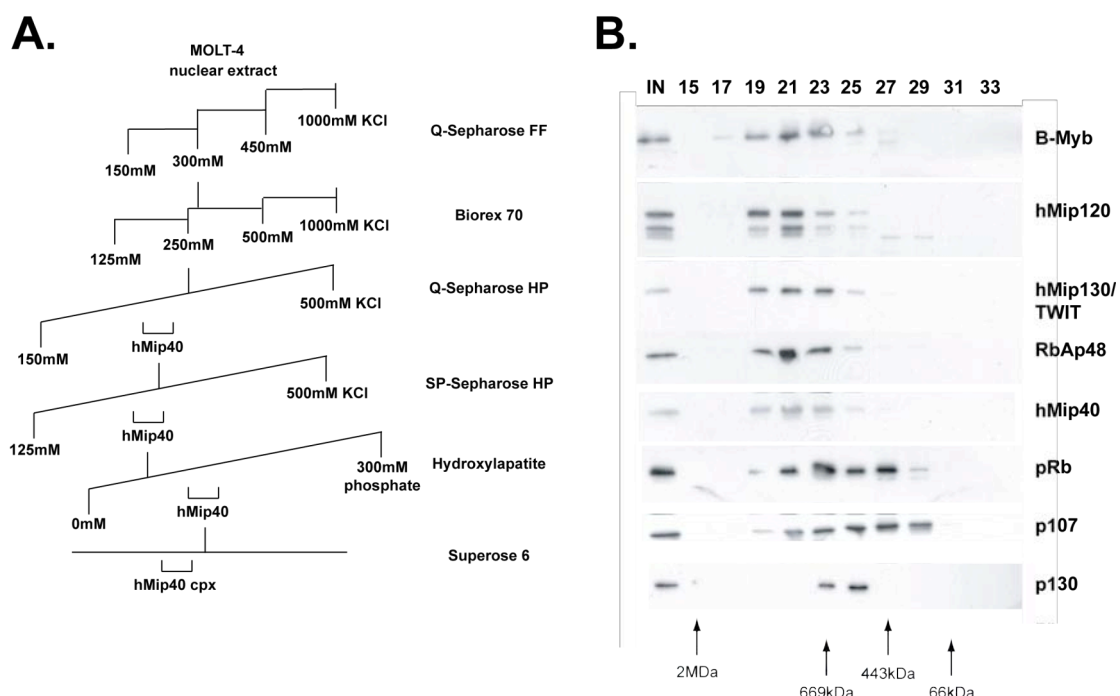 A.
MOLT-4
nuclear extract
1000mM KCl
450mM
300mM
150mM
Q-Sepharose FF
1000mM KCl
500mM
250mM
125mM
Biorex 70
Q-Sepharose HP
500mM KCl
150mM
hMip40
SP-Sepharose HP
500mM KCl
125mM
hMip40
Hydroxylapatite
300mM
phosphate
0mM
hMip40
Superose 6
hMip40 cpx
B.
IN 15 17 19 21 23 25 27 29 31 33
B-Myb
hMip120
hMip130/
TWIT
RbAp48
hMip40
pRb
p107
p130
2MDa
669kDa
443kDa
66kDa